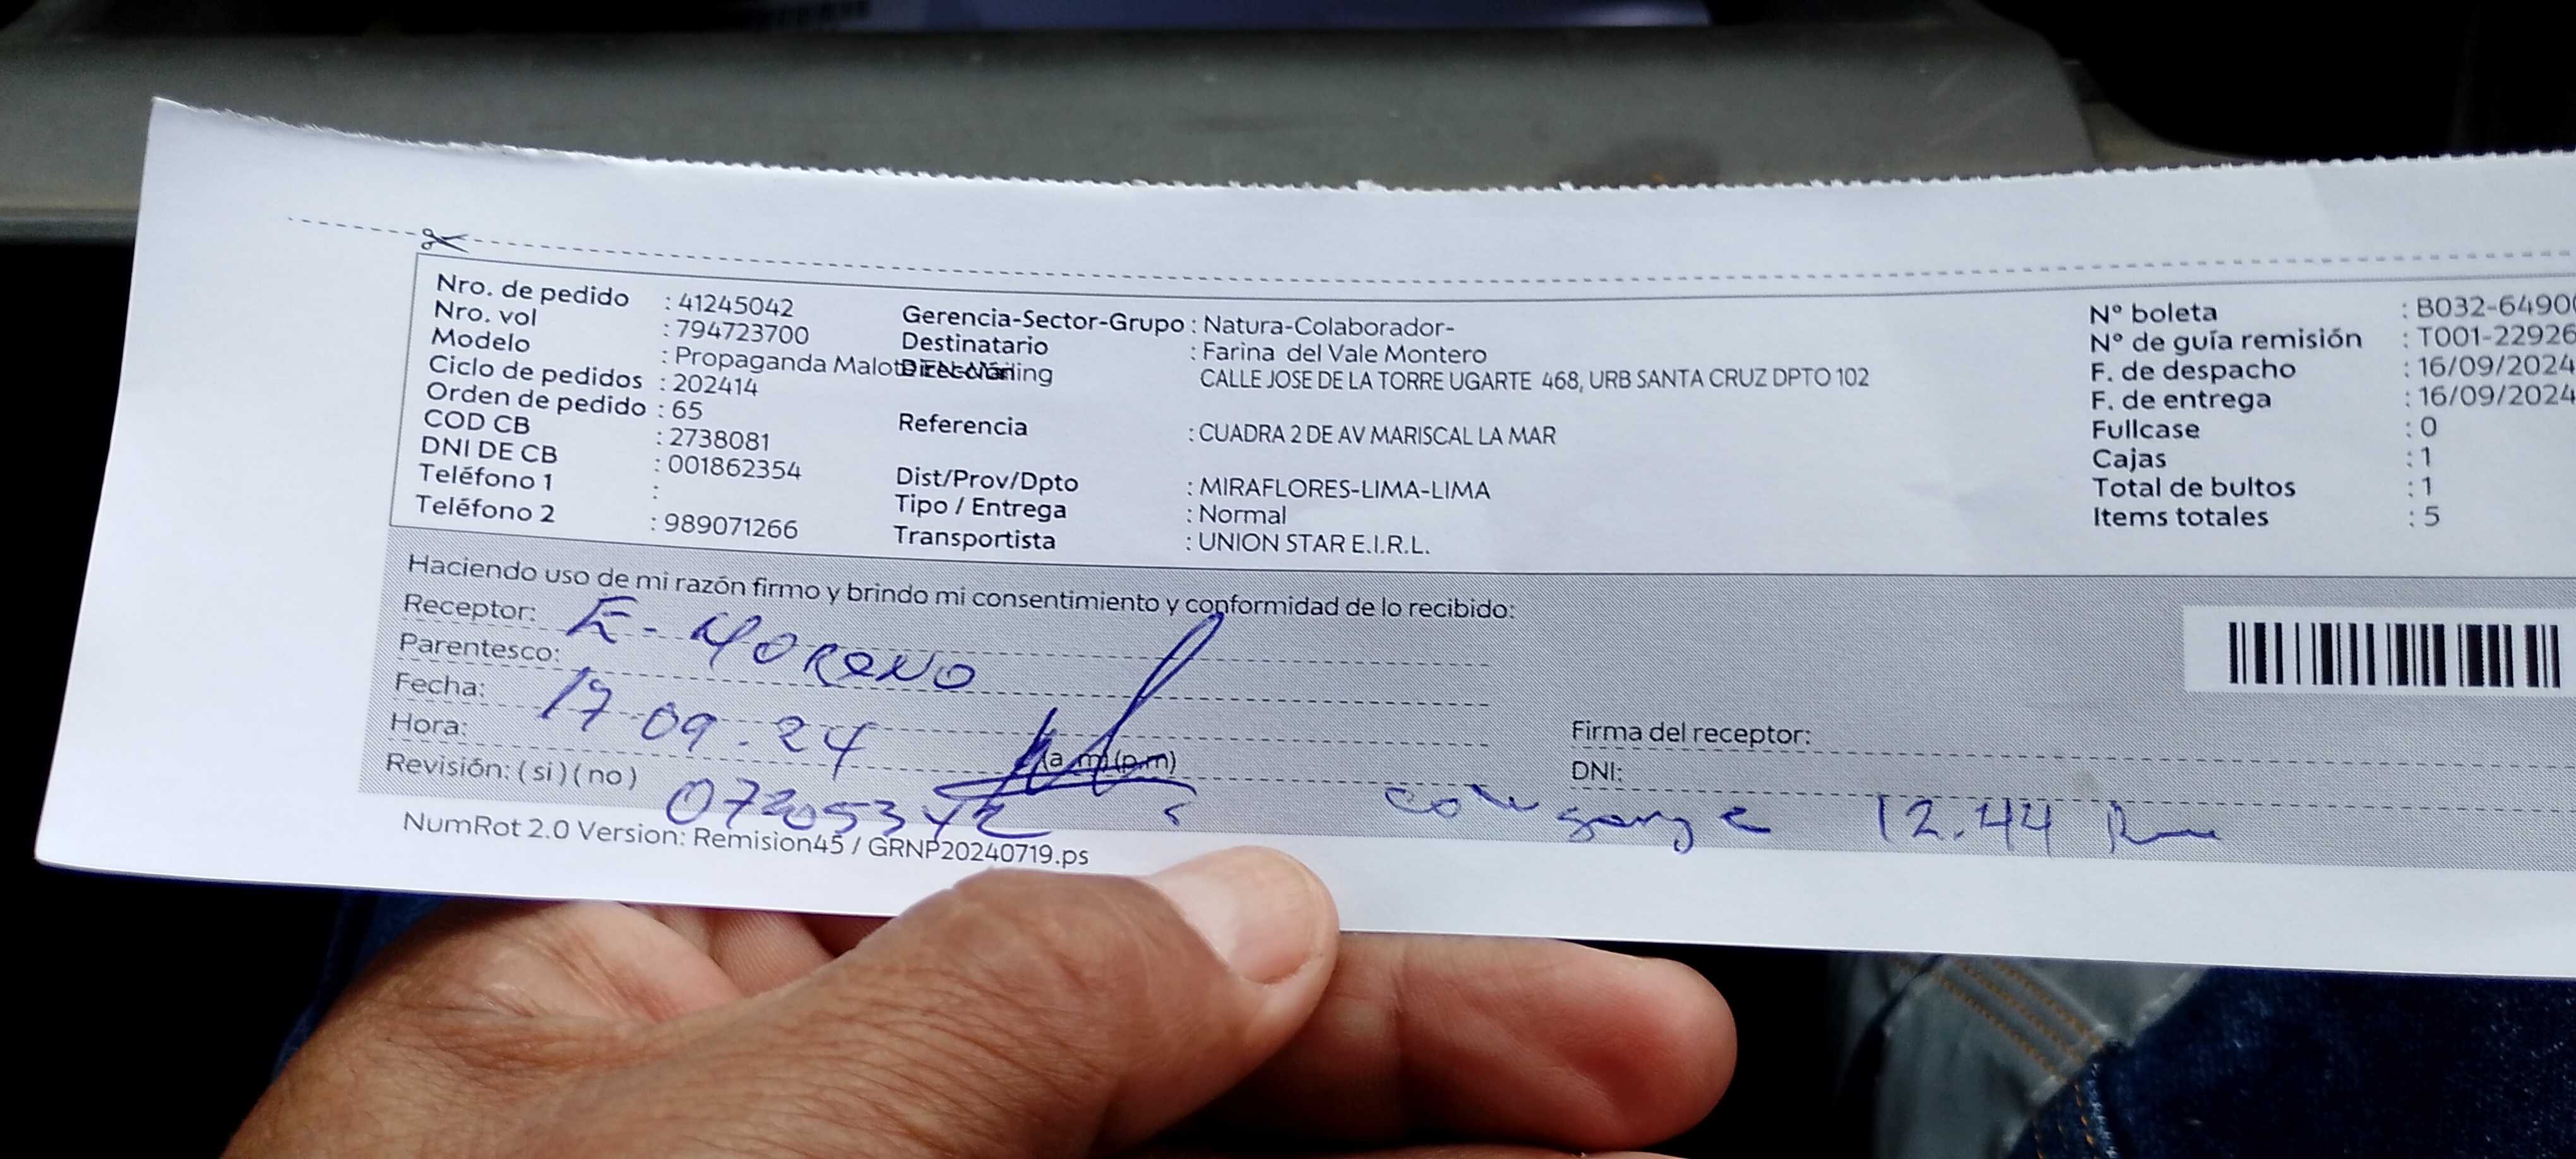 Nro. de pedido : 41245042
Nro. vol : 794723700
Modelo : Propaganda Malote EN-Mailing
Ciclo de pedidos : 202414
Orden de pedido : 65
COD CB : 2738081
DNI DE CB : 001862354
Teléfono 1 :
Teléfono 2 : 989071266
Gerencia-Sector-Grupo : Natura-Colaborador-
Destinatario : Farina del Vale Montero
Dirección CALLE JOSE DE LA TORRE UGARTE 468, URB SANTA CRUZ DPTO 102
Referencia : CUADRA 2 DE AV MARISCAL LA MAR
Dist/Prov/Dpto : MIRAFLORES-LIMA-LIMA
Tipo / Entrega : Normal
Transportista : UNION STAR E.I.R.L.
N° boleta : B032-6490
N° de guía remisión : T001-22926
F. de despacho : 16/09/2024
F. de entrega : 16/09/2024
Fullcase : 0
Cajas : 1
Total de bultos : 1
Items totales : 5
Haciendo uso de mi razón firmo y brindo mi consentimiento y conformidad de lo recibido:
Receptor: E- MORENO
Parentesco:
Fecha: 17-09-24
Hora: (a.m)(p.m)
Revisión: ( si ) ( no )
Firma del receptor:
DNI:
12.44
NumRot 2.0 Version: Remision45 / GRNP20240719.ps